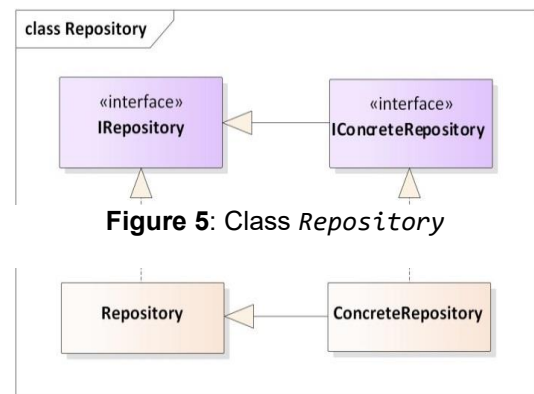 class Repository
«interface»
IRepository
«interface»
IConcreteRepository
Figure 5: Class Repository
Repository
ConcreteRepository